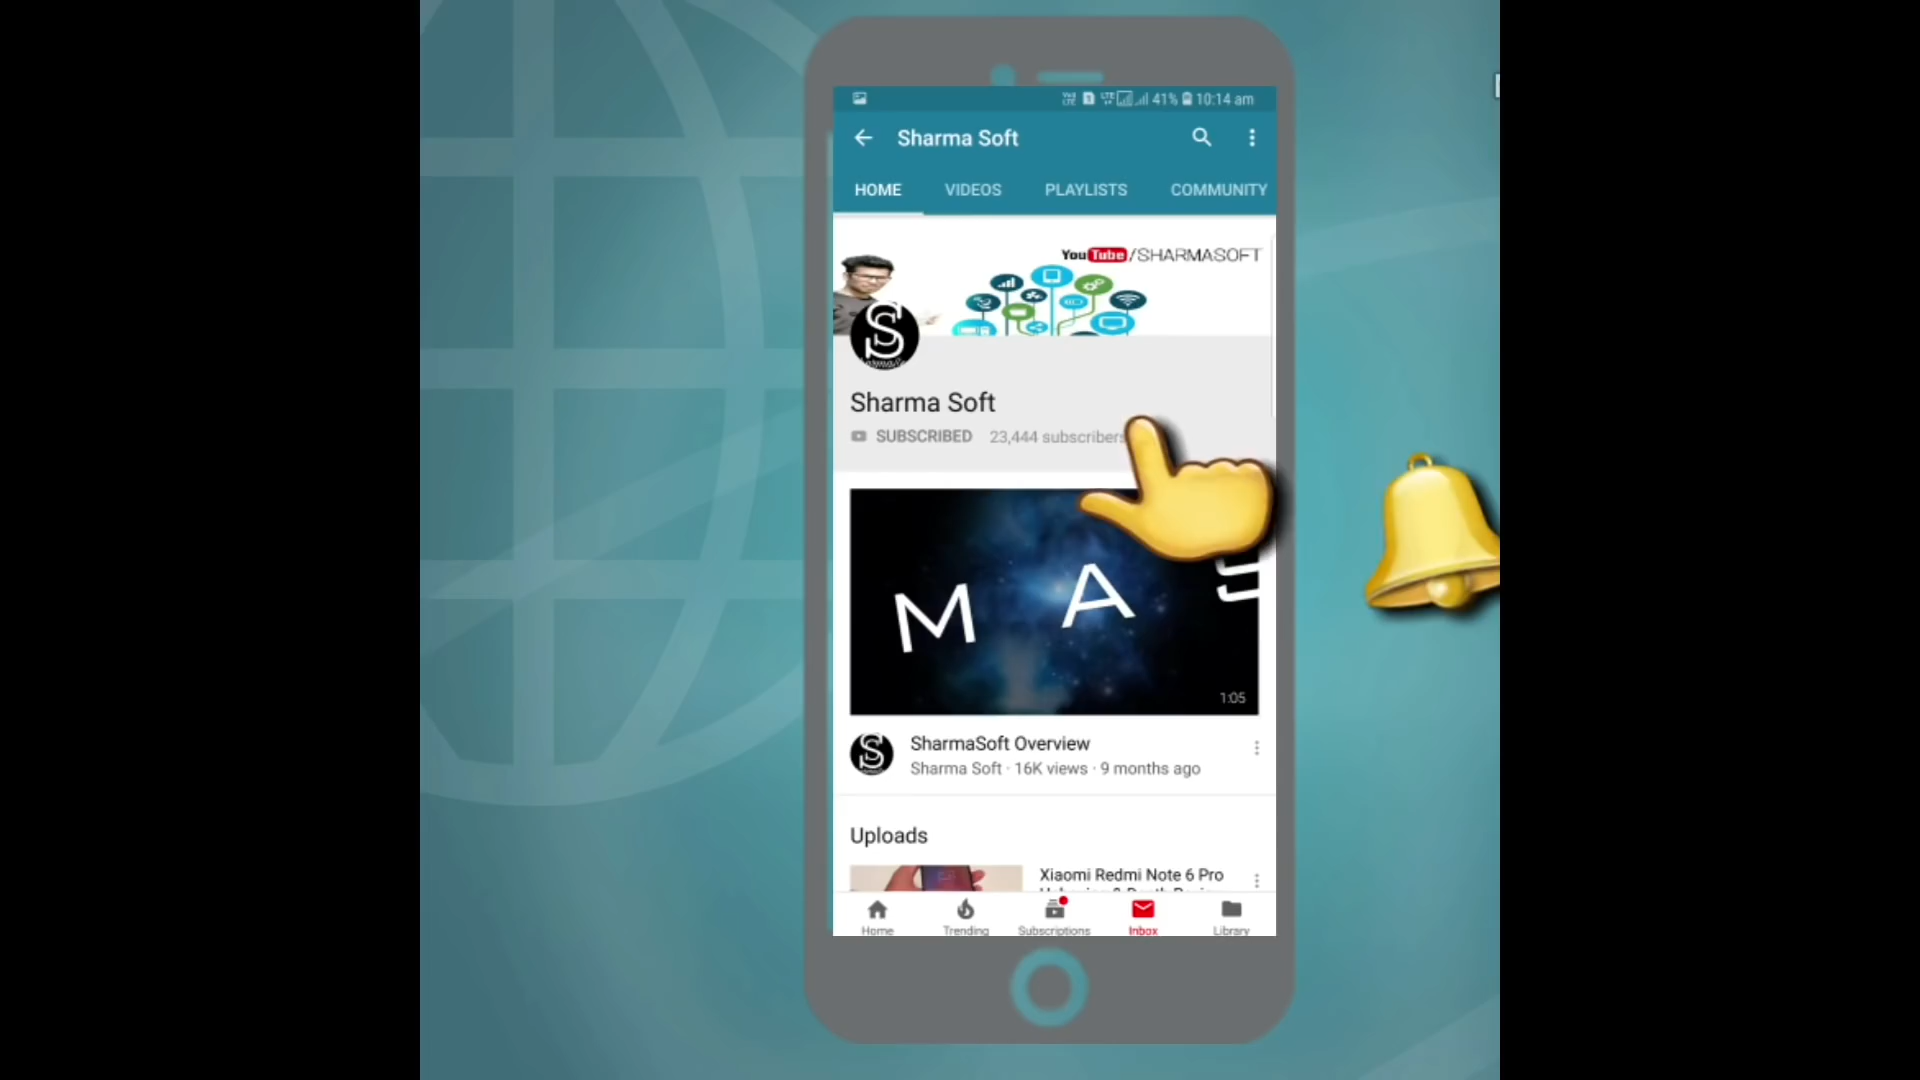 41% 10:14 am
Sharma Soft
HOME VIDEOS PLAYLISTS COMMUNITY
YouTube/SHARMASOFT
S
Sharma Soft
SUBSCRIBED 23,444 subscribers
M A S
1:05
S
SharmaSoft Overview
Sharma Soft · 16K views · 9 months ago
Uploads
Xiaomi Redmi Note 6 Pro
Home Trending Subscriptions Inbox Library